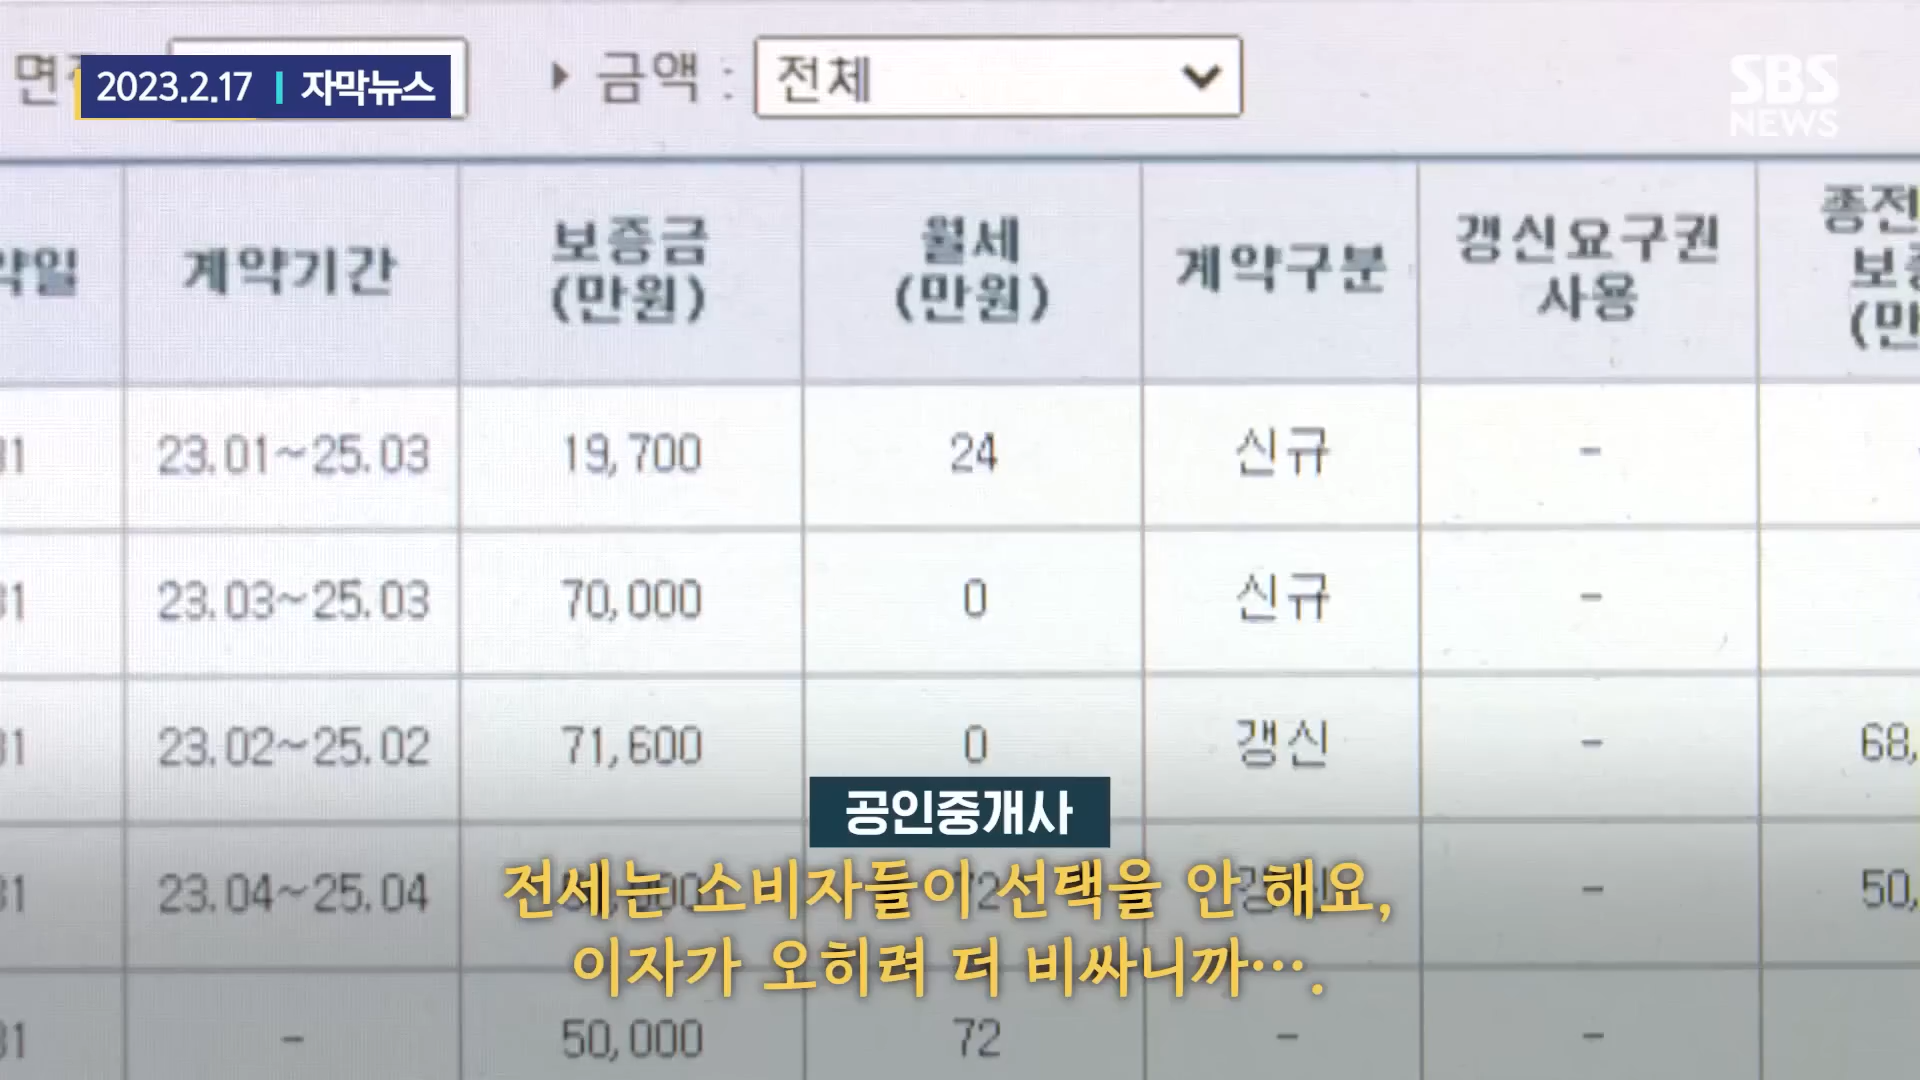 2023.2.17 | 자막뉴스
금액 : 전체
SBS
NEWS
계약기간 보증금 (만원) 월세 (만원) 계약구분 갱신요구권 사용
23.01~25.03 19,700 24 신규 -
23.03~25.03 70,000 0 신규 -
23.02~25.02 71,600 0 갱신 -
공인중개사
23.04~25.04 -
전세는 소비자들이 선택을 안 해요,
이자가 오히려 더 비싸니까….
- 50,000 72 - -